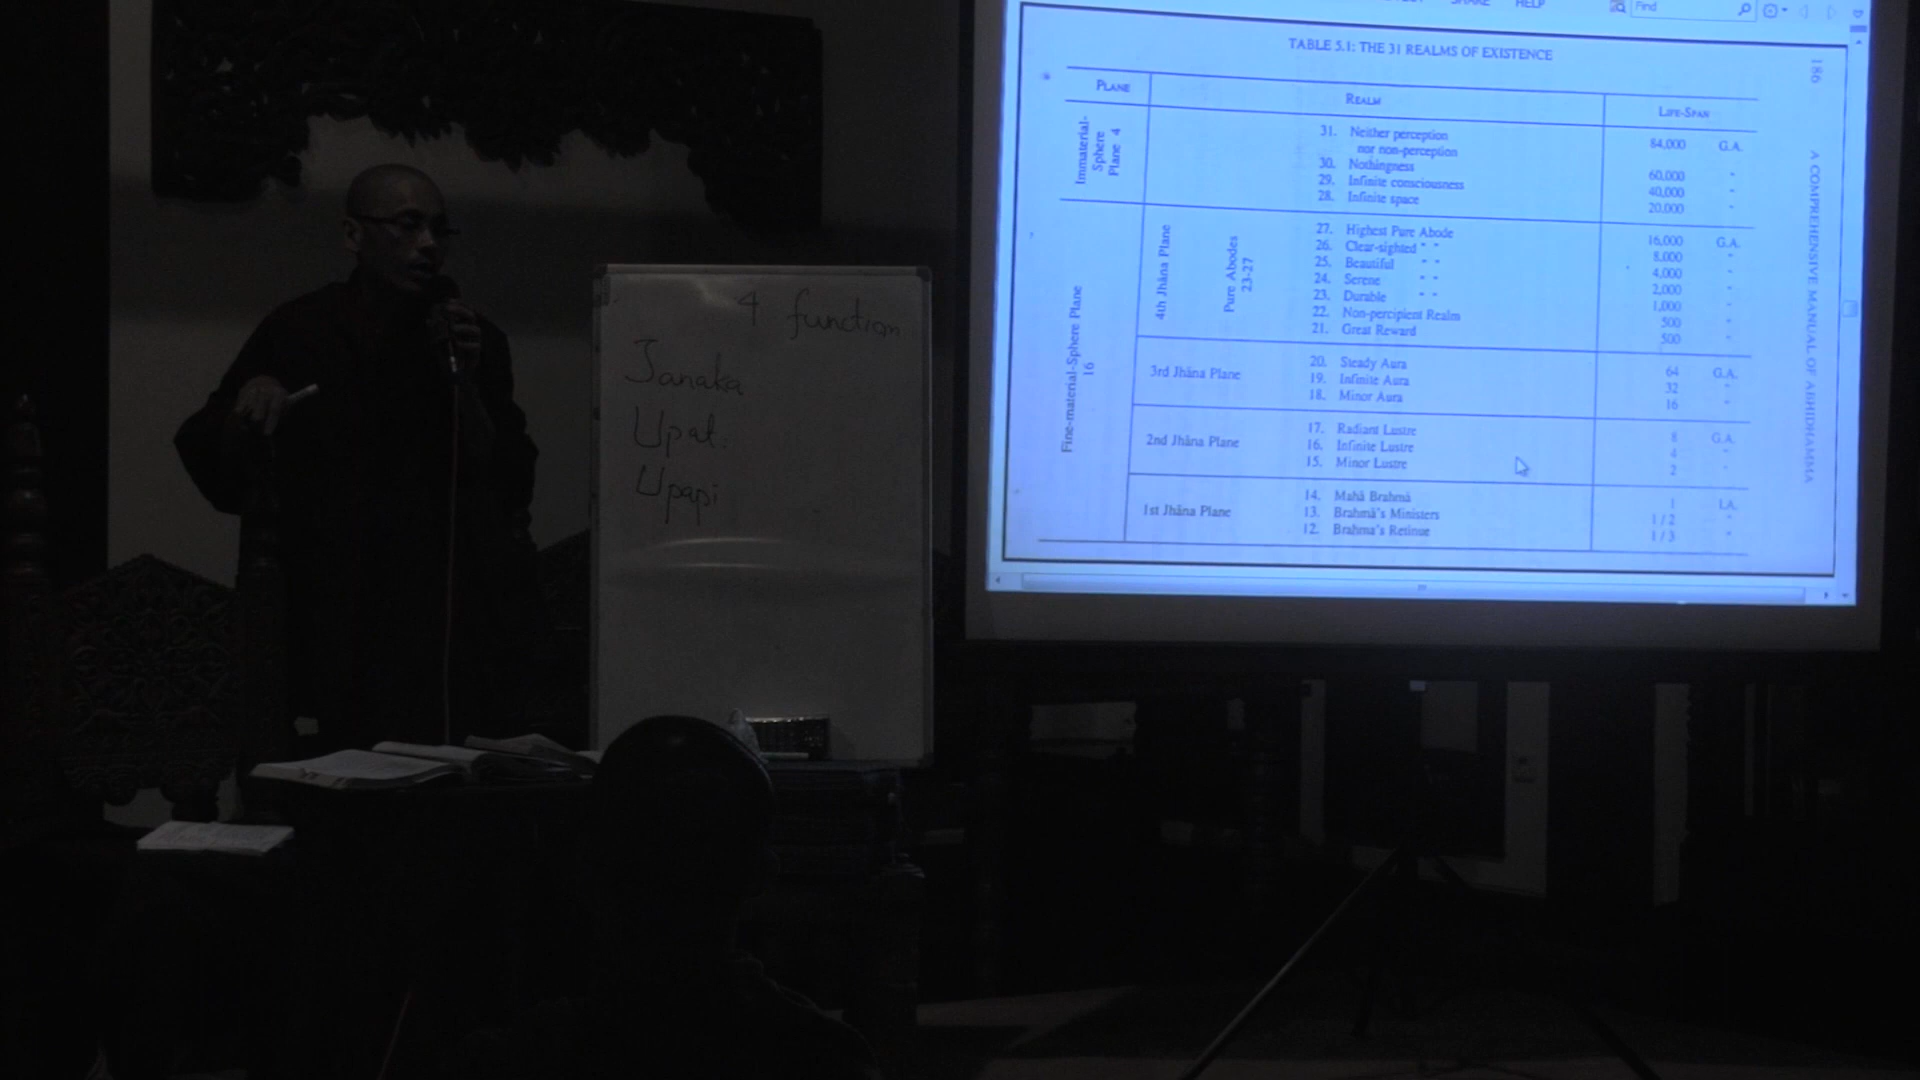 4 function
Janaka
Upat.
Upapi
SHARE HELP
Find
TABLE 5.1: THE 31 REALMS OF EXISTENCE
186
A COMPREHENSIVE MANUAL OF ABHIDHAMMA
PLANE REALM LIFE-SPAN
Immaterial-
Sphere
Plane 4
31. Neither perception
nor non-perception 84,000 G.A.
30. Nothingness 60,000 "
29. Infinite consciousness 40,000 "
28. Infinite space 20,000 "
Fine-material-Sphere Plane
16
4th Jhāna Plane
Pure Abodes
23-27
27. Highest Pure Abode 16,000 G.A.
26. Clear-sighted " " 8,000 "
25. Beautiful " " 4,000 "
24. Serene " " 2,000 "
23. Durable " " 1,000 "
22. Non-percipient Realm 500 "
21. Great Reward 500 "
3rd Jhāna Plane
20. Steady Aura 64 G.A.
19. Infinite Aura 32 "
18. Minor Aura 16 "
2nd Jhāna Plane
17. Radiant Lustre 8 G.A.
16. Infinite Lustre 4 "
15. Minor Lustre 2 "
1st Jhāna Plane
14. Mahā Brahmā 1 I.A.
13. Brahmā's Ministers 1/2 "
12. Brahma's Retinue 1/3 "